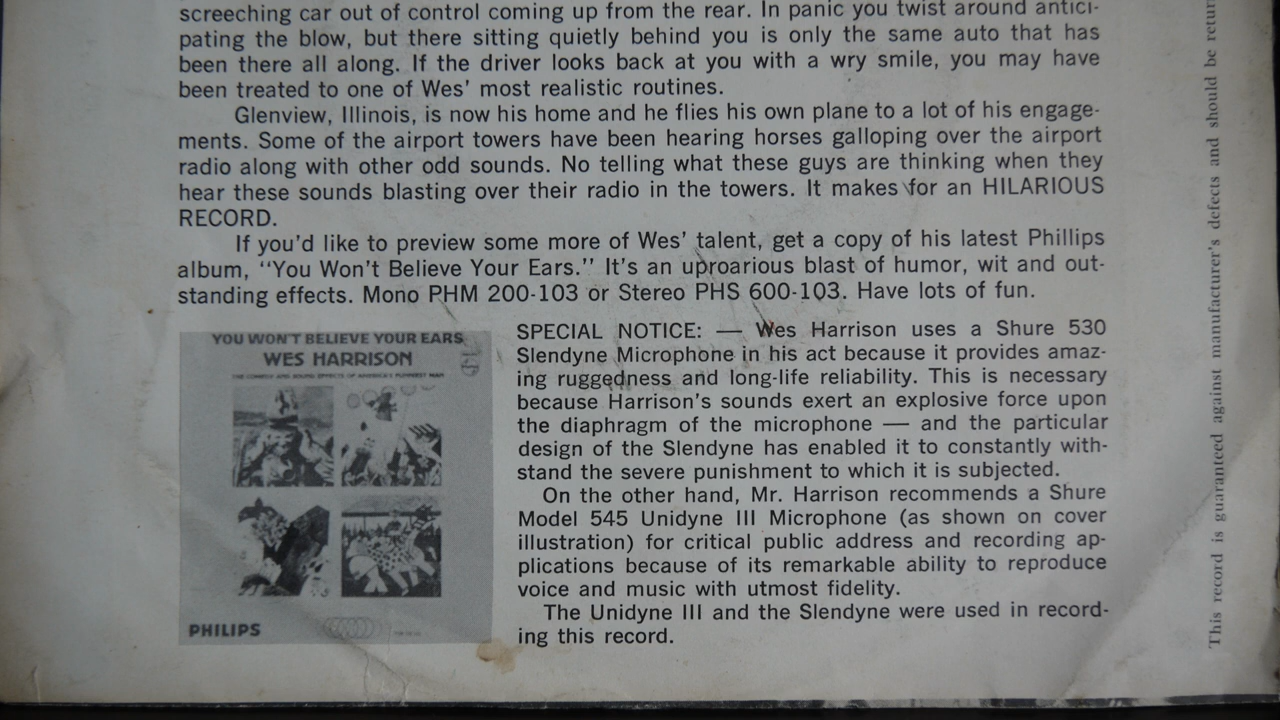 screeching car out of control coming up from the rear. In panic you twist around antici-
pating the blow, but there sitting quietly behind you is only the same auto that has
been there all along. If the driver looks back at you with a wry smile, you may have
been treated to one of Wes' most realistic routines.
Glenview, Illinois, is now his home and he flies his own plane to a lot of his engage-
ments. Some of the airport towers have been hearing horses galloping over the airport
radio along with other odd sounds. No telling what these guys are thinking when they
hear these sounds blasting over their radio in the towers. It makes for an HILARIOUS
RECORD.
If you'd like to preview some more of Wes' talent, get a copy of his latest Phillips
album, "You Won't Believe Your Ears." It's an uproarious blast of humor, wit and out-
standing effects. Mono PHM 200-103 or Stereo PHS 600-103. Have lots of fun.
YOU WON'T BELIEVE YOUR EARS
WES HARRISON
THE COMEDY AND SOUND EFFECTS OF AMERICA'S FUNNIEST MAN
PHILIPS
SPECIAL NOTICE: — Wes Harrison uses a Shure 530
Slendyne Microphone in his act because it provides amaz-
ing ruggedness and long-life reliability. This is necessary
because Harrison's sounds exert an explosive force upon
the diaphragm of the microphone — and the particular
design of the Slendyne has enabled it to constantly with-
stand the severe punishment to which it is subjected.
On the other hand, Mr. Harrison recommends a Shure
Model 545 Unidyne III Microphone (as shown on cover
illustration) for critical public address and recording ap-
plications because of its remarkable ability to reproduce
voice and music with utmost fidelity.
The Unidyne III and the Slendyne were used in record-
ing this record.
This record is guaranteed against manufacturer's defects and should be retur